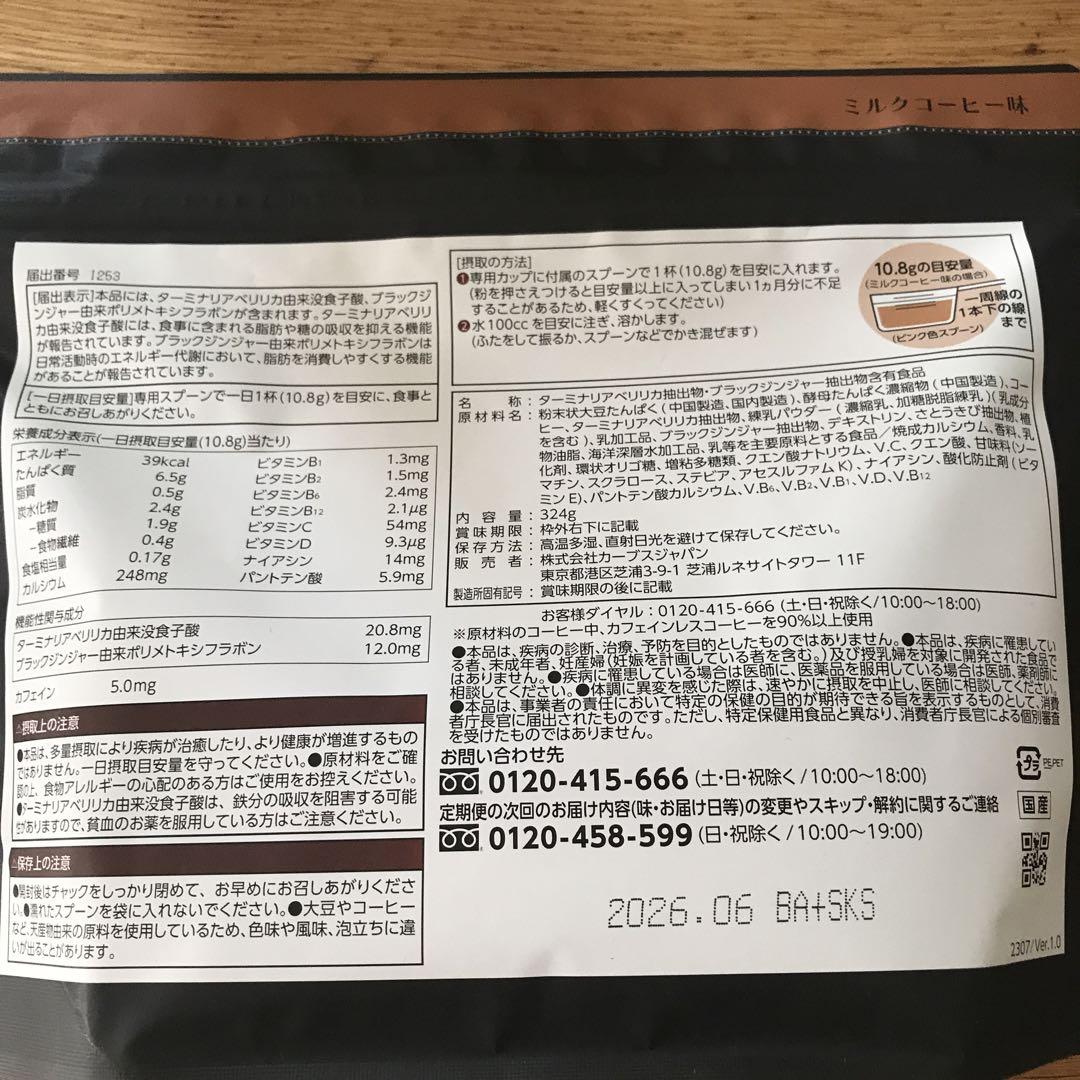 ミルクコーヒー味
届出番号 I253
[届出表示]本品には、ターミナリアベリリカ由来没食子酸、ブラックジ
ンジャー由来ポリメトキシフラボンが含まれます。ターミナリアベリリ
カ由来没食子酸には、食事に含まれる脂肪や糖の吸収を抑える機能
が報告されています。ブラックジンジャー由来ポリメトキシフラボンは
日常活動時のエネルギー代謝において、脂肪を消費しやすくする機能
があることが報告されています。
[一日摂取目安量]専用スプーンで一日1杯(10.8g)を目安に、食事と
ともにお召しあがりください。
栄養成分表示(一日摂取目安量(10.8g)当たり)
エネルギー 39kcal ビタミンB1 1.3mg
たんぱく質 6.5g ビタミンB2 1.5mg
脂質 0.5g ビタミンB6 2.4mg
炭水化物 2.4g ビタミンB12 2.1μg
−糖質 1.9g ビタミンC 54mg
−食物繊維 0.4g ビタミンD 9.3μg
食塩相当量 0.17g ナイアシン 14mg
カルシウム 248mg パントテン酸 5.9mg
機能性関与成分
ターミナリアベリリカ由来没食子酸 20.8mg
ブラックジンジャー由来ポリメトキシフラボン 12.0mg
カフェイン 5.0mg
⚠摂取上の注意
●本品は、多量摂取により疾病が治癒したり、より健康が増進するもの
ではありません。一日摂取目安量を守ってください。●原材料をご確
認の上、食物アレルギーの心配のある方はご使用をお控えください。
●ターミナリアベリリカ由来没食子酸は、鉄分の吸収を阻害する可能
性がありますので、貧血のお薬を服用している方はご注意ください。
⚠保存上の注意
●開封後はチャックをしっかり閉めて、お早めにお召しあがりくださ
い。●濡れたスプーンを袋に入れないでください。●大豆やコーヒー
など、天産物由来の原料を使用しているため、色味や風味、泡立ちに違
いが出ることがあります。
[摂取の方法]
❶専用カップに付属のスプーンで1杯(10.8g)を目安に入れます。
(粉を押さえつけると目安量以上に入ってしまい1ヵ月分に不足
することがあるため、軽くすくってください)
❷水100ccを目安に注ぎ、溶かします。
(ふたをして振るか、スプーンなどでかき混ぜます)
10.8gの目安量
(ミルクコーヒー味の場合)
一周線の
1本下の線
まで
(ピンク色スプーン)
名称:ターミナリアベリリカ抽出物・ブラックジンジャー抽出物含有食品
原材料名:粉末状大豆たんぱく(中国製造、国内製造)、酵母たんぱく濃縮物(中国製造)、コー
ヒー、ターミナリアベリリカ抽出物、練乳パウダー(濃縮乳、加糖脱脂練乳)(乳成分
を含む)、乳加工品、ブラックジンジャー抽出物、デキストリン、さとうきび抽出物、植
物油脂、海洋深層水加工品、乳等を主要原料とする食品/焼成カルシウム、香料、乳
化剤、環状オリゴ糖、増粘多糖類、クエン酸ナトリウム、V.C、クエン酸、甘味料(ソー
マチン、スクラロース、ステビア、アセスルファムK)、ナイアシン、酸化防止剤(ビタ
ミンE)、パントテン酸カルシウム、V.B6、V.B2、V.B1、V.D、V.B12
内容量:324g
賞味期限:枠外右下に記載
保存方法:高温多湿、直射日光を避けて保存してください。
販売者:株式会社カーブスジャパン
東京都港区芝浦3-9-1 芝浦ルネサイトタワー 11F
製造所固有記号:賞味期限の後に記載
お客様ダイヤル:0120-415-666 (土・日・祝除く/10:00〜18:00)
※原材料のコーヒー中、カフェインレスコーヒーを90%以上使用
●本品は、疾病の診断、治療、予防を目的としたものではありません。●本品は、疾病に罹患してい
る者、未成年者、妊産婦(妊娠を計画している者を含む。)及び授乳婦を対象に開発された食品で
はありません。●疾病に罹患している場合は医師に、医薬品を服用している場合は医師、薬剤師に
相談してください。●体調に異変を感じた際は、速やかに摂取を中止し、医師に相談してください。
●本品は、事業者の責任において特定の保健の目的が期待できる旨を表示するものとして、消費
者庁長官に届出されたものです。ただし、特定保健用食品と異なり、消費者庁長官による個別審査
を受けたものではありません。
お問い合わせ先
0120-415-666 (土・日・祝除く/10:00〜18:00)
定期便の次回のお届け内容(味・お届け日等)の変更やスキップ・解約に関するご連絡
0120-458-599 (日・祝除く/10:00〜19:00)
プラ PE,PET
国産
2026.06 BA+SKS
2307/Ver.1.0